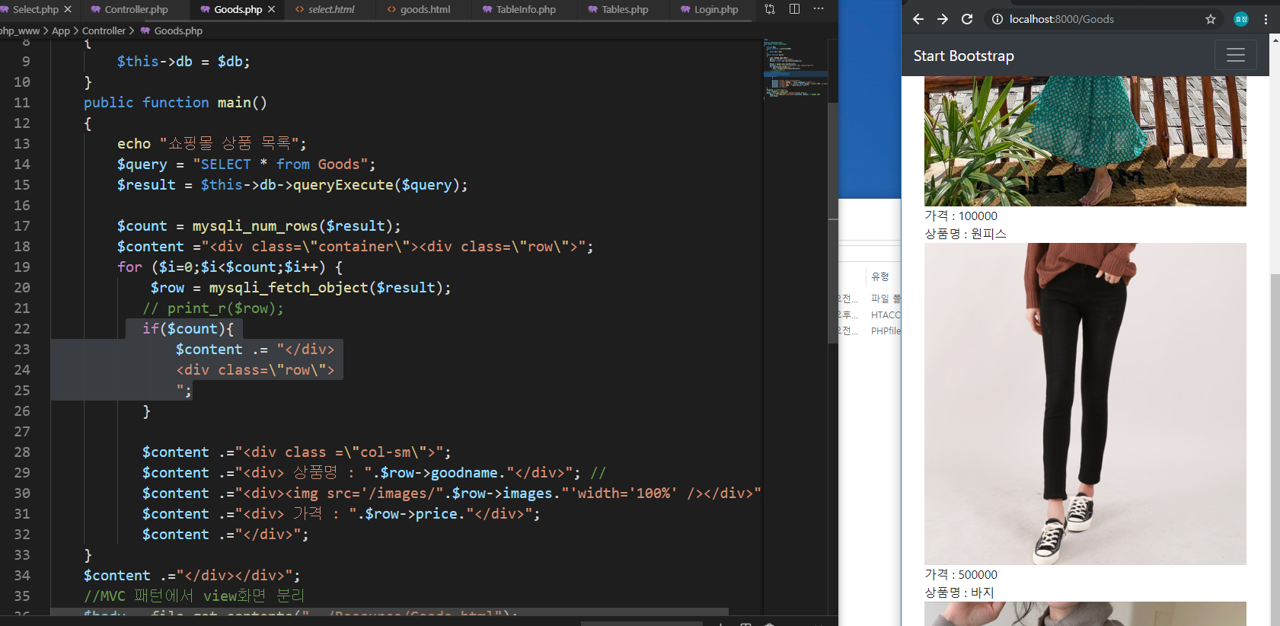 Select.php
Controller.php
Goods.php
select.html
goods.html
TableInfo.php
Tables.php
Login.php
php_www > App > Controller > Goods.php
8 {
9 $this->db = $db;
10 }
11 public function main()
12 {
13 echo "쇼핑몰 상품 목록";
14 $query = "SELECT * from Goods";
15 $result = $this->db->queryExecute($query);
16
17 $count = mysqli_num_rows($result);
18 $content ="<div class=\"container\"><div class=\"row\">";
19 for ($i=0;$i<$count;$i++) {
20 $row = mysqli_fetch_object($result);
21 // print_r($row);
22 if($count){
23 $content .= "</div>
24 <div class=\"row\">
25 ";
26 }
27
28 $content .="<div class =\"col-sm\">";
29 $content .="<div> 상품명 : ".$row->goodname."</div>"; //
30 $content .="<div><img src='/images/".$row->images."'width='100%' /></div>"
31 $content .="<div> 가격 : ".$row->price."</div>";
32 $content .="</div>";
33 }
34 $content .="</div></div>";
35 //MVC 패턴에서 view화면 분리
유형
오전... 파일 폴
오후... HTACC
오전... PHPfile
localhost:8000/Goods
효정
Start Bootstrap
가격 : 100000
상품명 : 원피스
가격 : 500000
상품명 : 바지